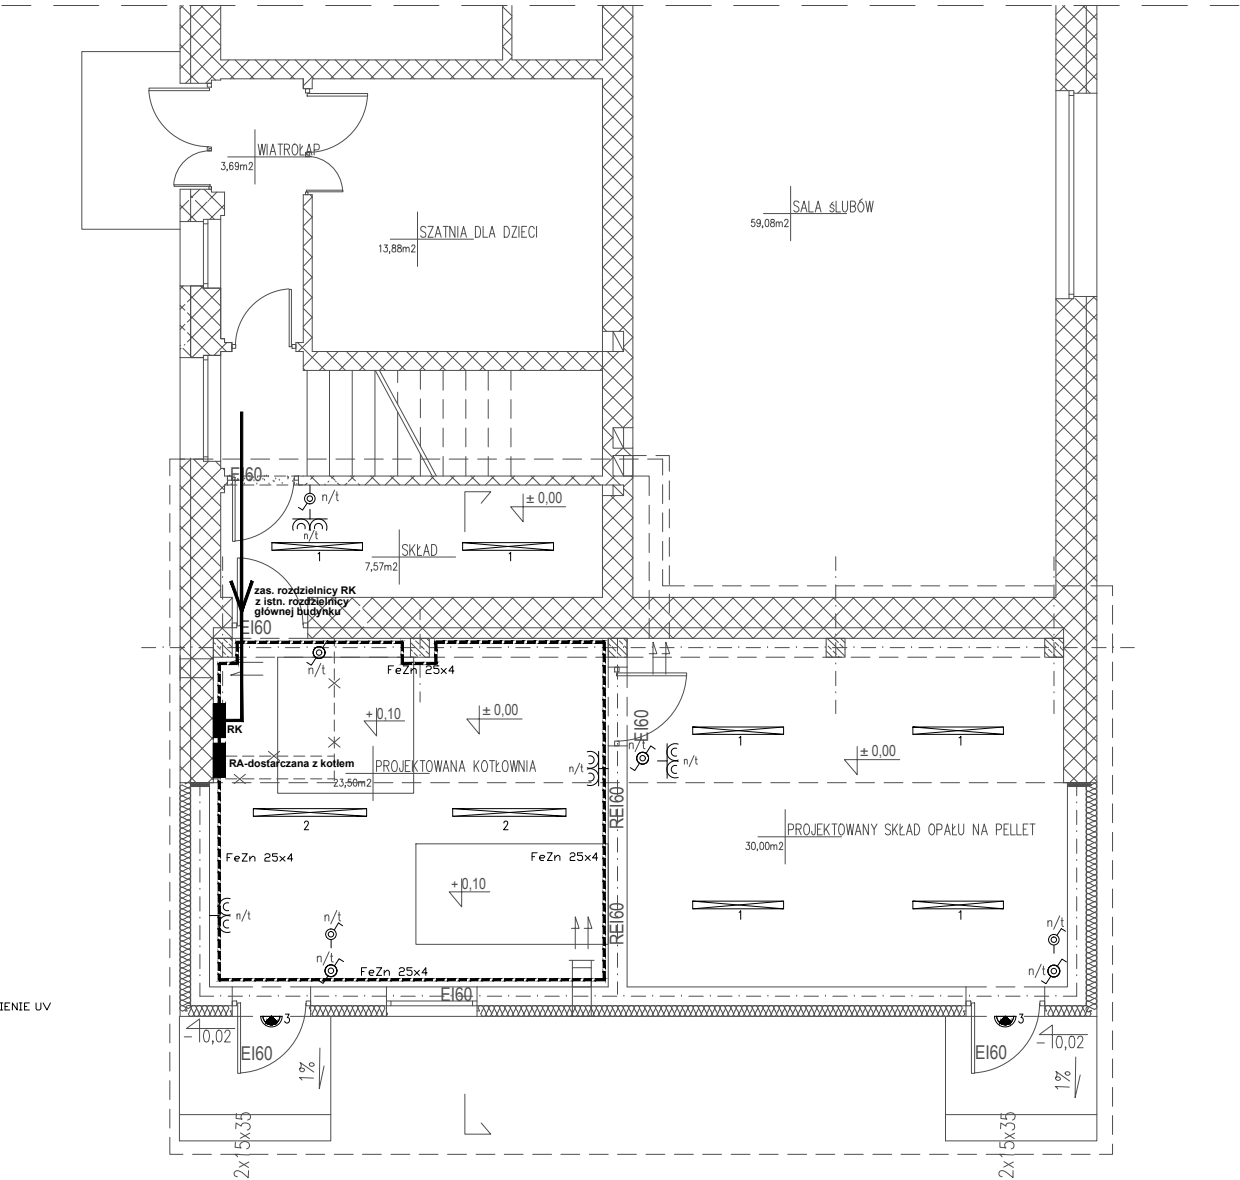 WIATROŁAP
3,69m2
SALA śLUBÓW
59,08m2
SZATNIA DLA DZIECI
13,88m2
EI60
n/t
± 0,00
n/t
1
1
SKŁAD
7,57m2
zas. rozdzielnicy RK
z istn. rozdzielnicy
głównej budynku
EI60
n/t
FeZn 25x4
+0,10
± 0,00
EI60
RK
1
1
n/t
± 0,00
RA-dostarczana z kotłem
PROJEKTOWANA KOTŁOWNIA
23,50m2
n/t
n/t
REI60
2
2
PROJEKTOWANY SKŁAD OPAŁU NA PELLET
30,00m2
FeZn 25x4
FeZn 25x4
+0,10
REI60
1
1
n/t
n/t
n/t
FeZn 25x4
n/t
EI60
IENIE UV
3
3
-0,02
-0,02
EI60
EI60
1%
1%
2x15x35
2x15x35